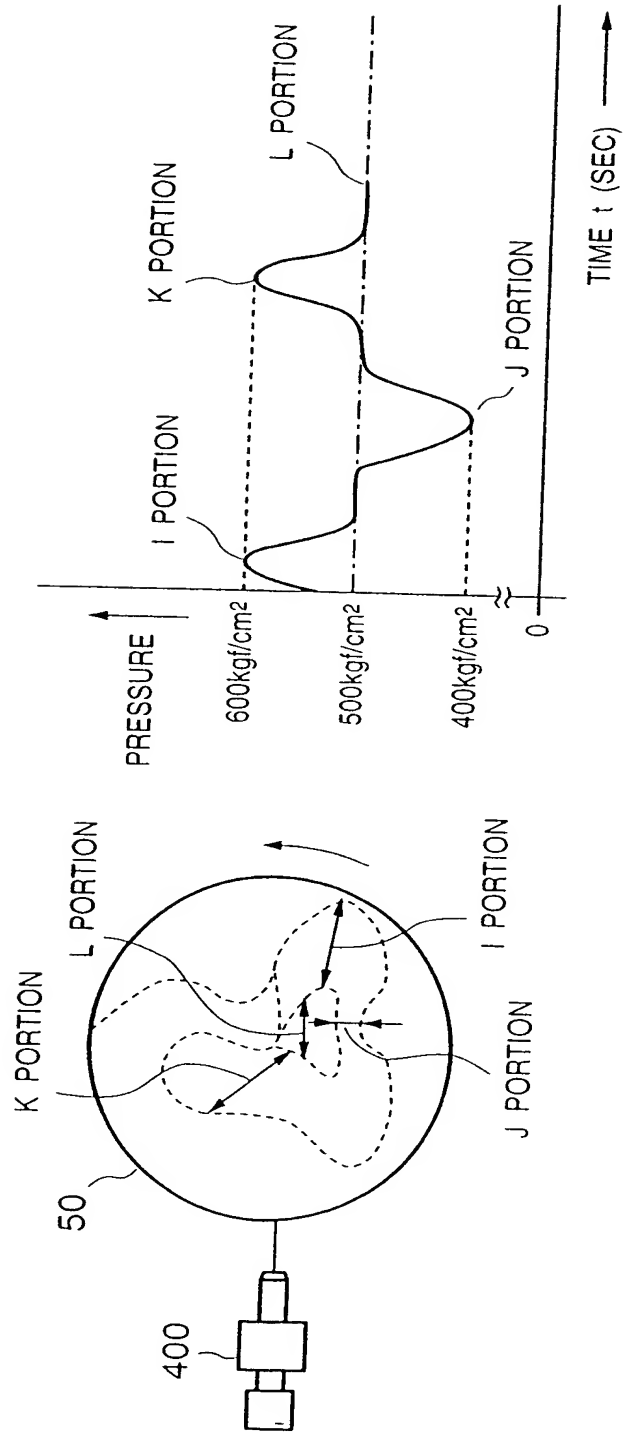 K PORTION
L PORTION
50
400
J PORTION
I PORTION
PRESSURE
600kgf/cm²
500kgf/cm²
400kgf/cm²
0
I PORTION
K PORTION
L PORTION
J PORTION
TIME t (SEC)